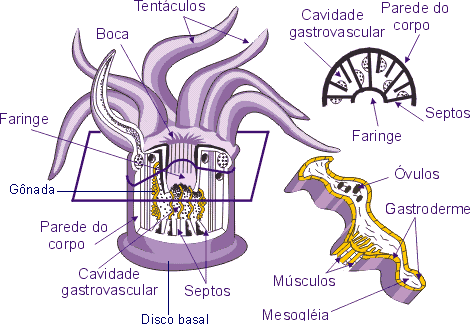 Tentáculos
Boca
Faringe
Gônada
Parede do
corpo
Cavidade
gastrovascular
Septos
Disco basal
Cavidade
gastrovascular
Parede do
corpo
Septos
Faringe
Óvulos
Gastroderme
Músculos
Mesogléia